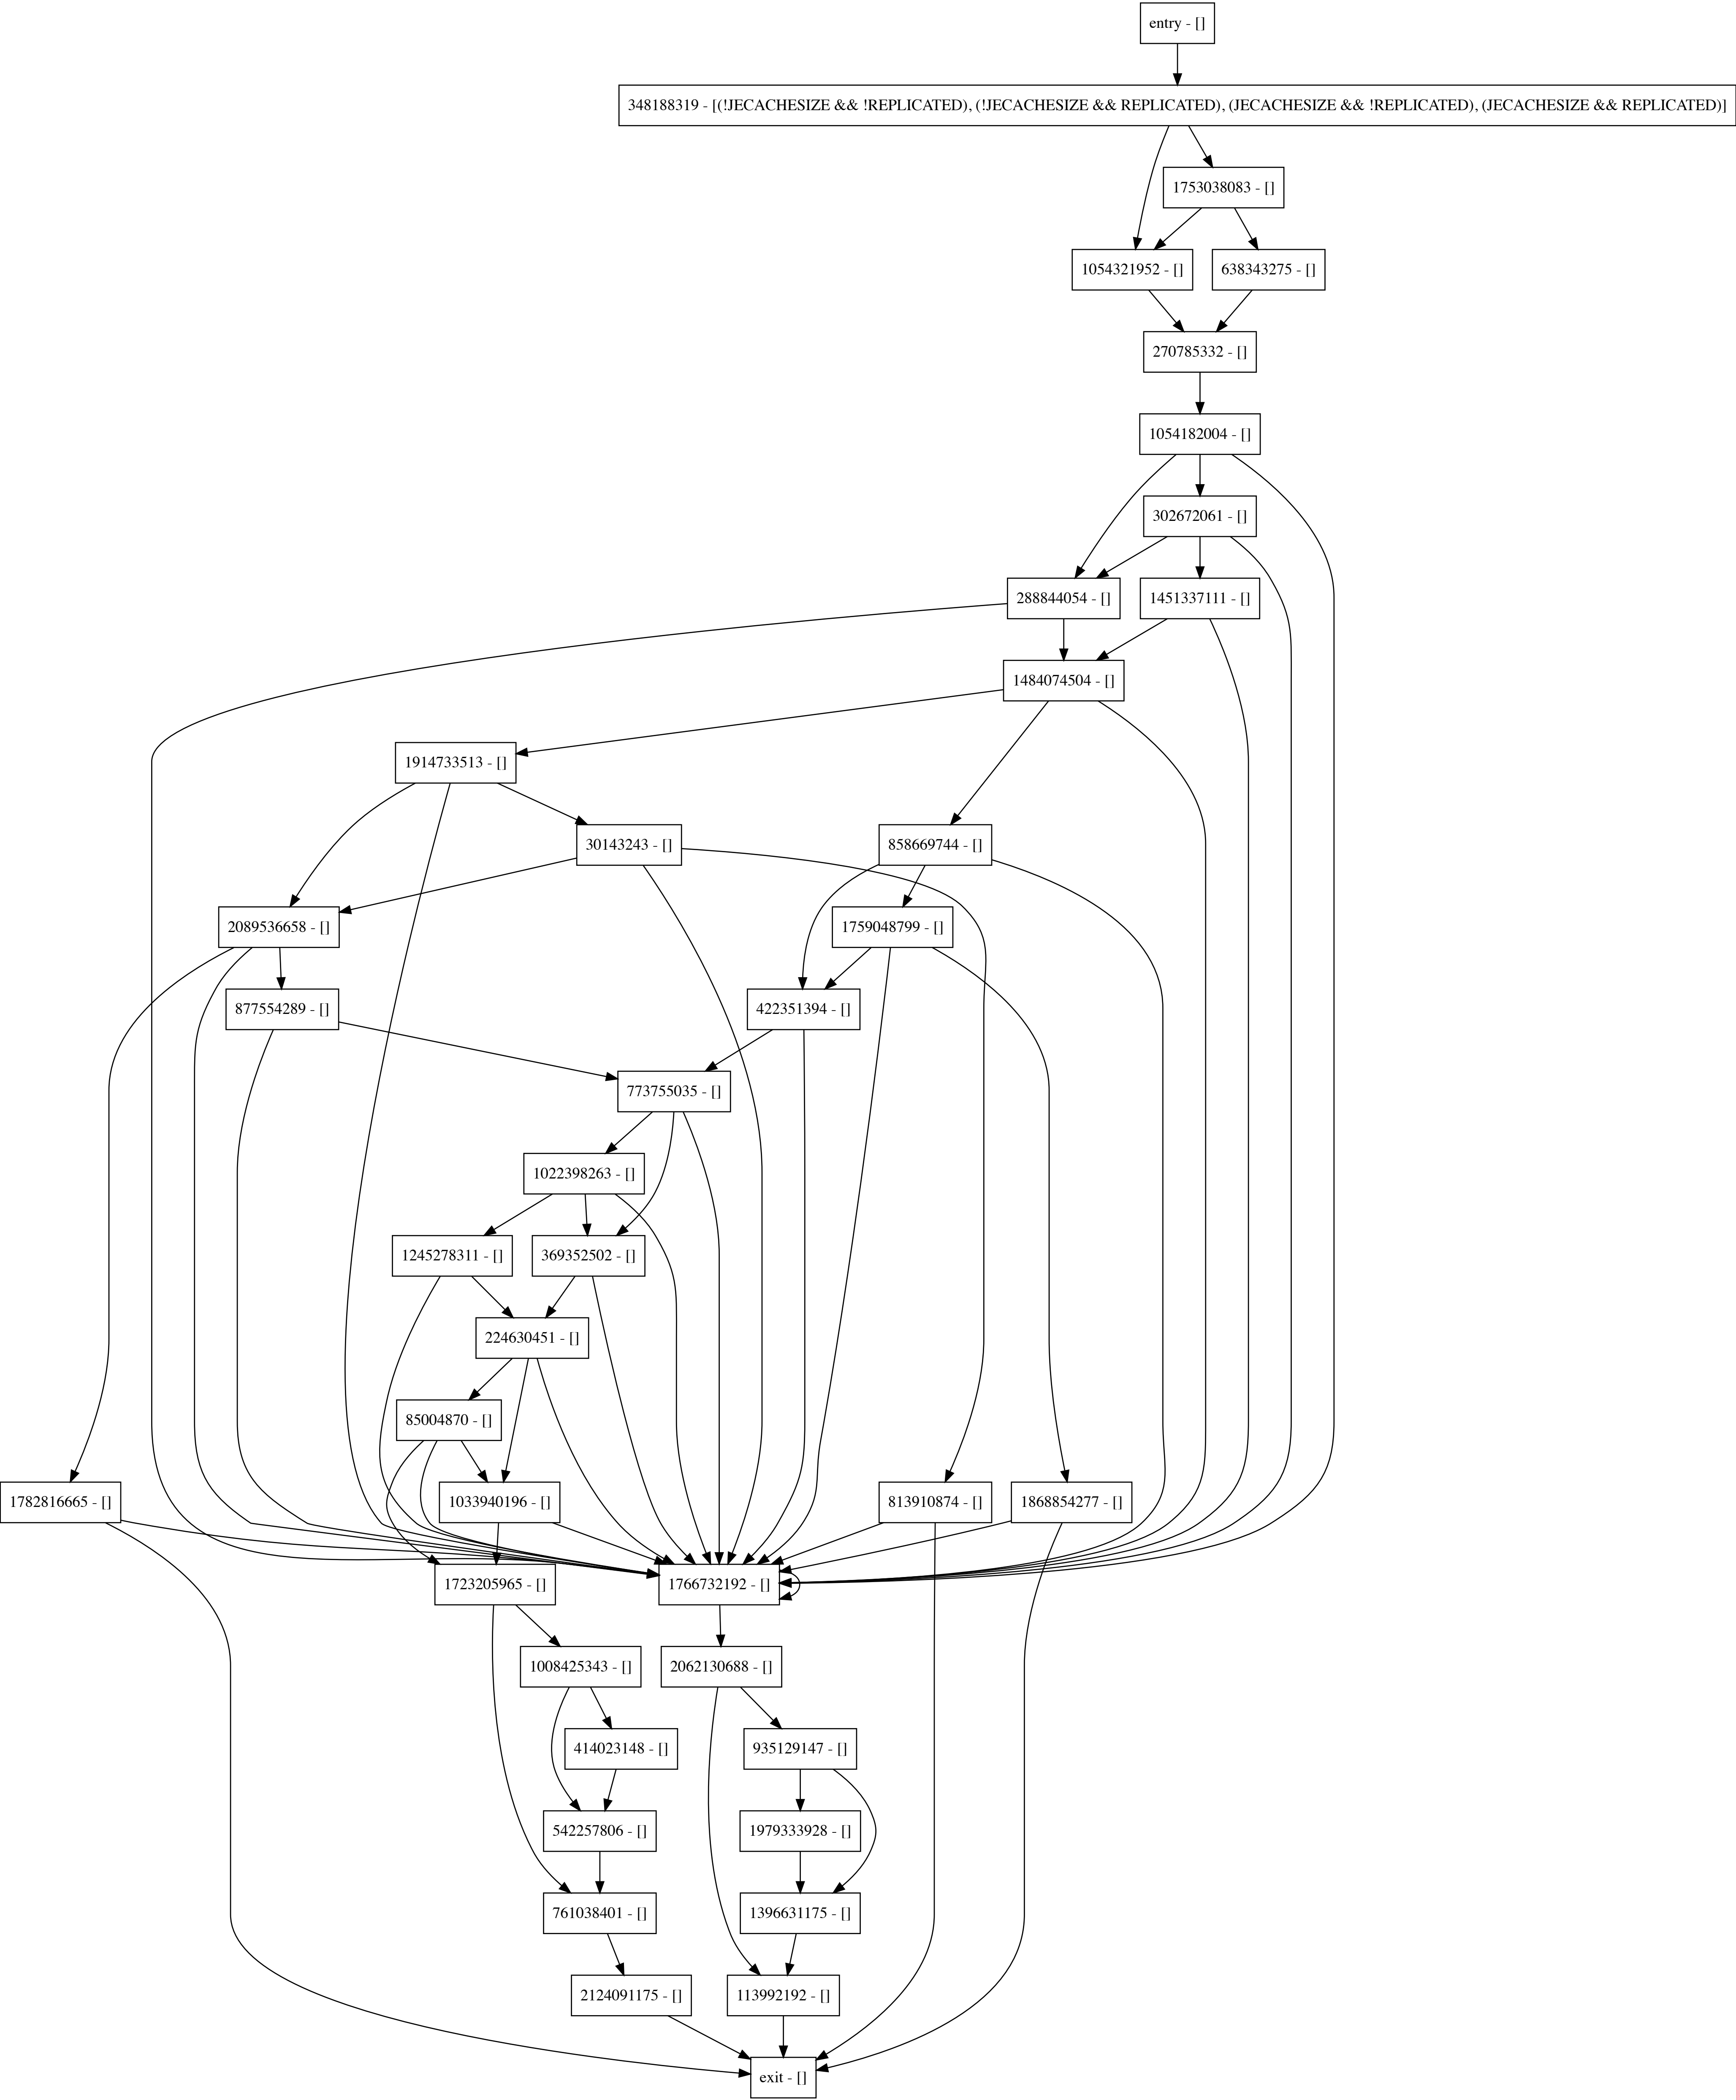 entry - []
348188319 - [(!JECACHESIZE && !REPLICATED), (!JECACHESIZE && REPLICATED), (JECACHESIZE && !REPLICATED), (JECACHESIZE && REPLICATED)]
1753038083 - []
1054321952 - []
638343275 - []
270785332 - []
1054182004 - []
302672061 - []
288844054 - []
1451337111 - []
1484074504 - []
1914733513 - []
30143243 - []
858669744 - []
2089536658 - []
1759048799 - []
877554289 - []
422351394 - []
773755035 - []
1022398263 - []
1245278311 - []
369352502 - []
224630451 - []
85004870 - []
1782816665 - []
1033940196 - []
813910874 - []
1868854277 - []
1723205965 - []
1766732192 - []
1008425343 - []
2062130688 - []
414023148 - []
935129147 - []
542257806 - []
1979333928 - []
761038401 - []
1396631175 - []
2124091175 - []
113992192 - []
exit - []